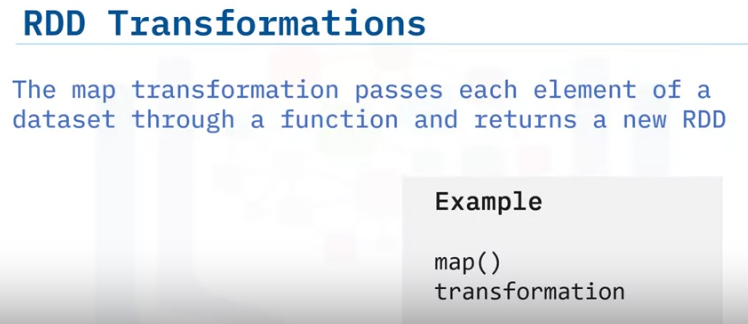 RDD Transformations
The map transformation passes each element of a
dataset through a function and returns a new RDD
Example
map()
transformation